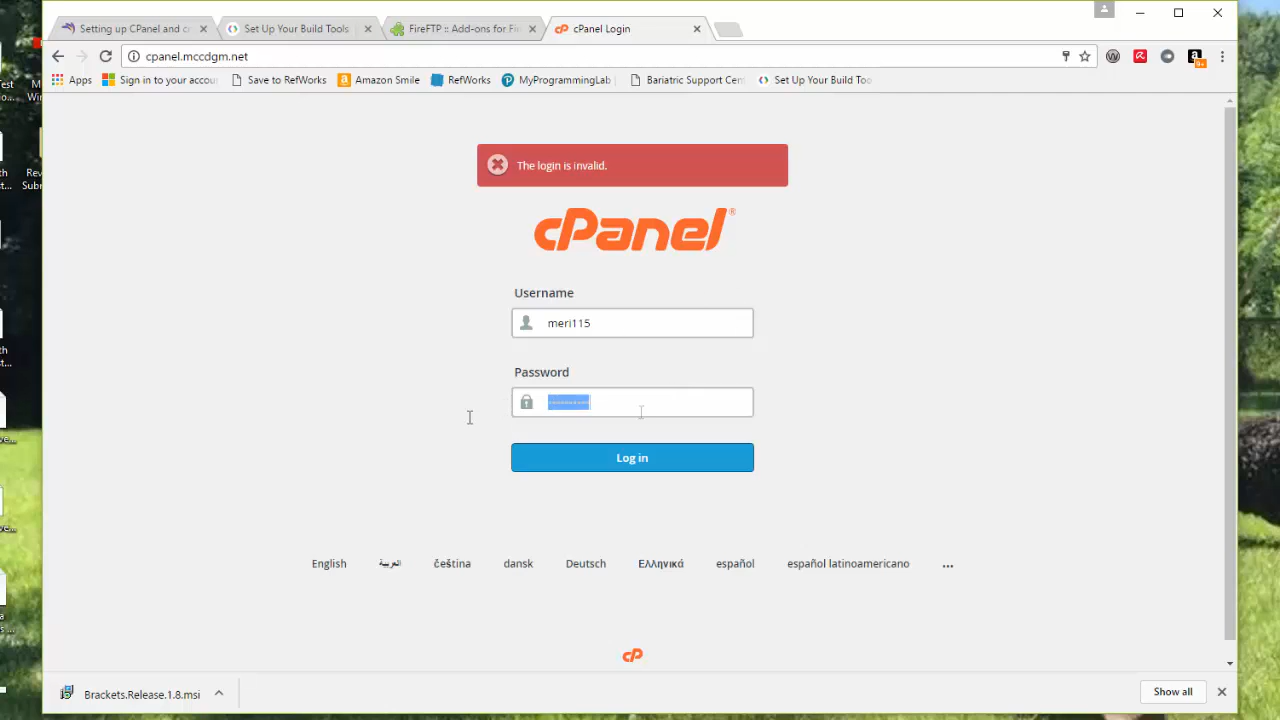 Setting up CPanel and c
Set Up Your Build Tools
FireFTP :: Add-ons for Fi
cPanel Login
cpanel.mccdgm.net
Apps
Sign in to your accou
Save to RefWorks
Amazon Smile
RefWorks
MyProgrammingLab
Bariatric Support Cen
Set Up Your Build Too
The login is invalid.
cPanel®
Username
meri115
Password
Log in
English
العربية
čeština
dansk
Deutsch
Ελληνικά
español
español latinoamericano
...
cP
Brackets.Release.1.8.msi
Show all